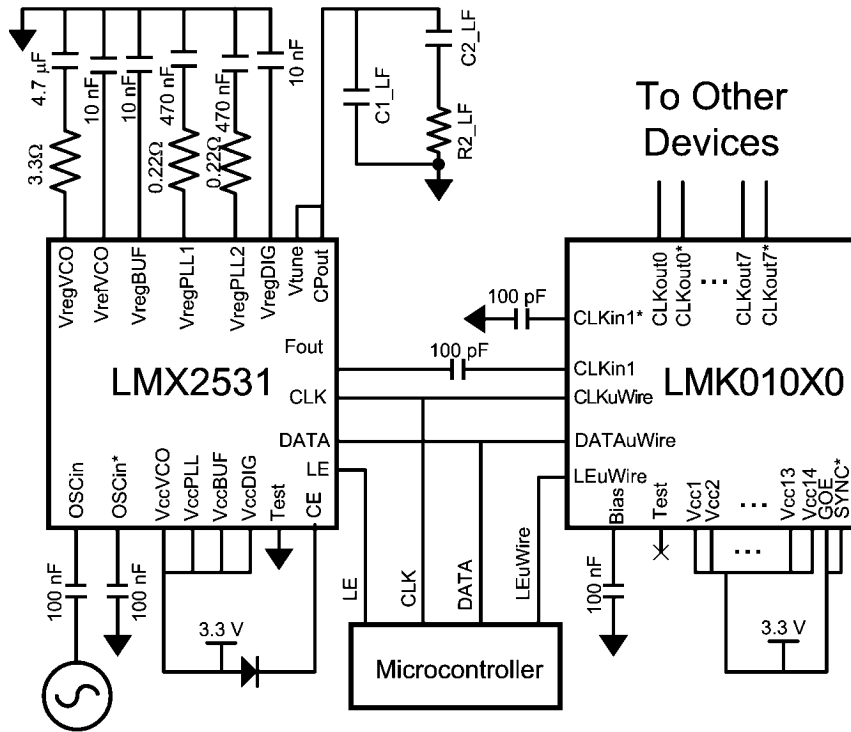 4.7 µF
10 nF
10 nF
470 nF
470 nF
10 nF
C1_LF
C2_LF
R2_LF
3.3Ω
0.22Ω
0.22Ω
To Other
Devices
VregVCO
VrefVCO
VregBUF
VregPLL1
VregPLL2
VregDIG
Vtune
CPout
CLKout0
CLKout0*
...
CLKout7
CLKout7*
100 pF
CLKin1*
Fout
100 pF
CLKin1
LMX2531
LMK010X0
CLK
CLKuWire
DATA
DATAuWire
LE
LEuWire
OSCin
OSCin*
VccVCO
VccPLL
VccBUF
VccDIG
Test
CE
Bias
Test
Vcc1
Vcc2
...
...
Vcc13
Vcc14
GOE
SYNC*
100 nF
100 nF
LE
CLK
DATA
LEuWire
100 nF
3.3 V
3.3 V
Microcontroller